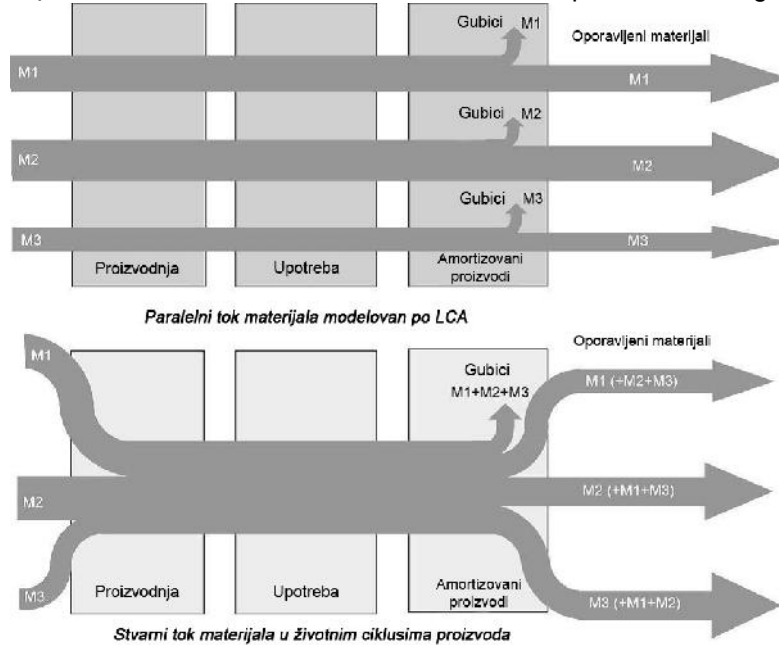 Gubici M1
Oporavljeni materijali
M1
M1
Gubici M2
M2
M2
Gubici M3
M3
M3
Proizvodnja
Upotreba
Amortizovani
proizvodi
Paralelni tok materijala modelovan po LCA
Oporavljeni materijali
M1
Gubici
M1+M2+M3
M1 (+M2+M3)
M2
M2 (+M1+M3)
M3
Proizvodnja
Upotreba
Amortizovani
proizvodi
M3 (+M1+M2)
Stvarni tok materijala u životnim ciklusima proizvoda